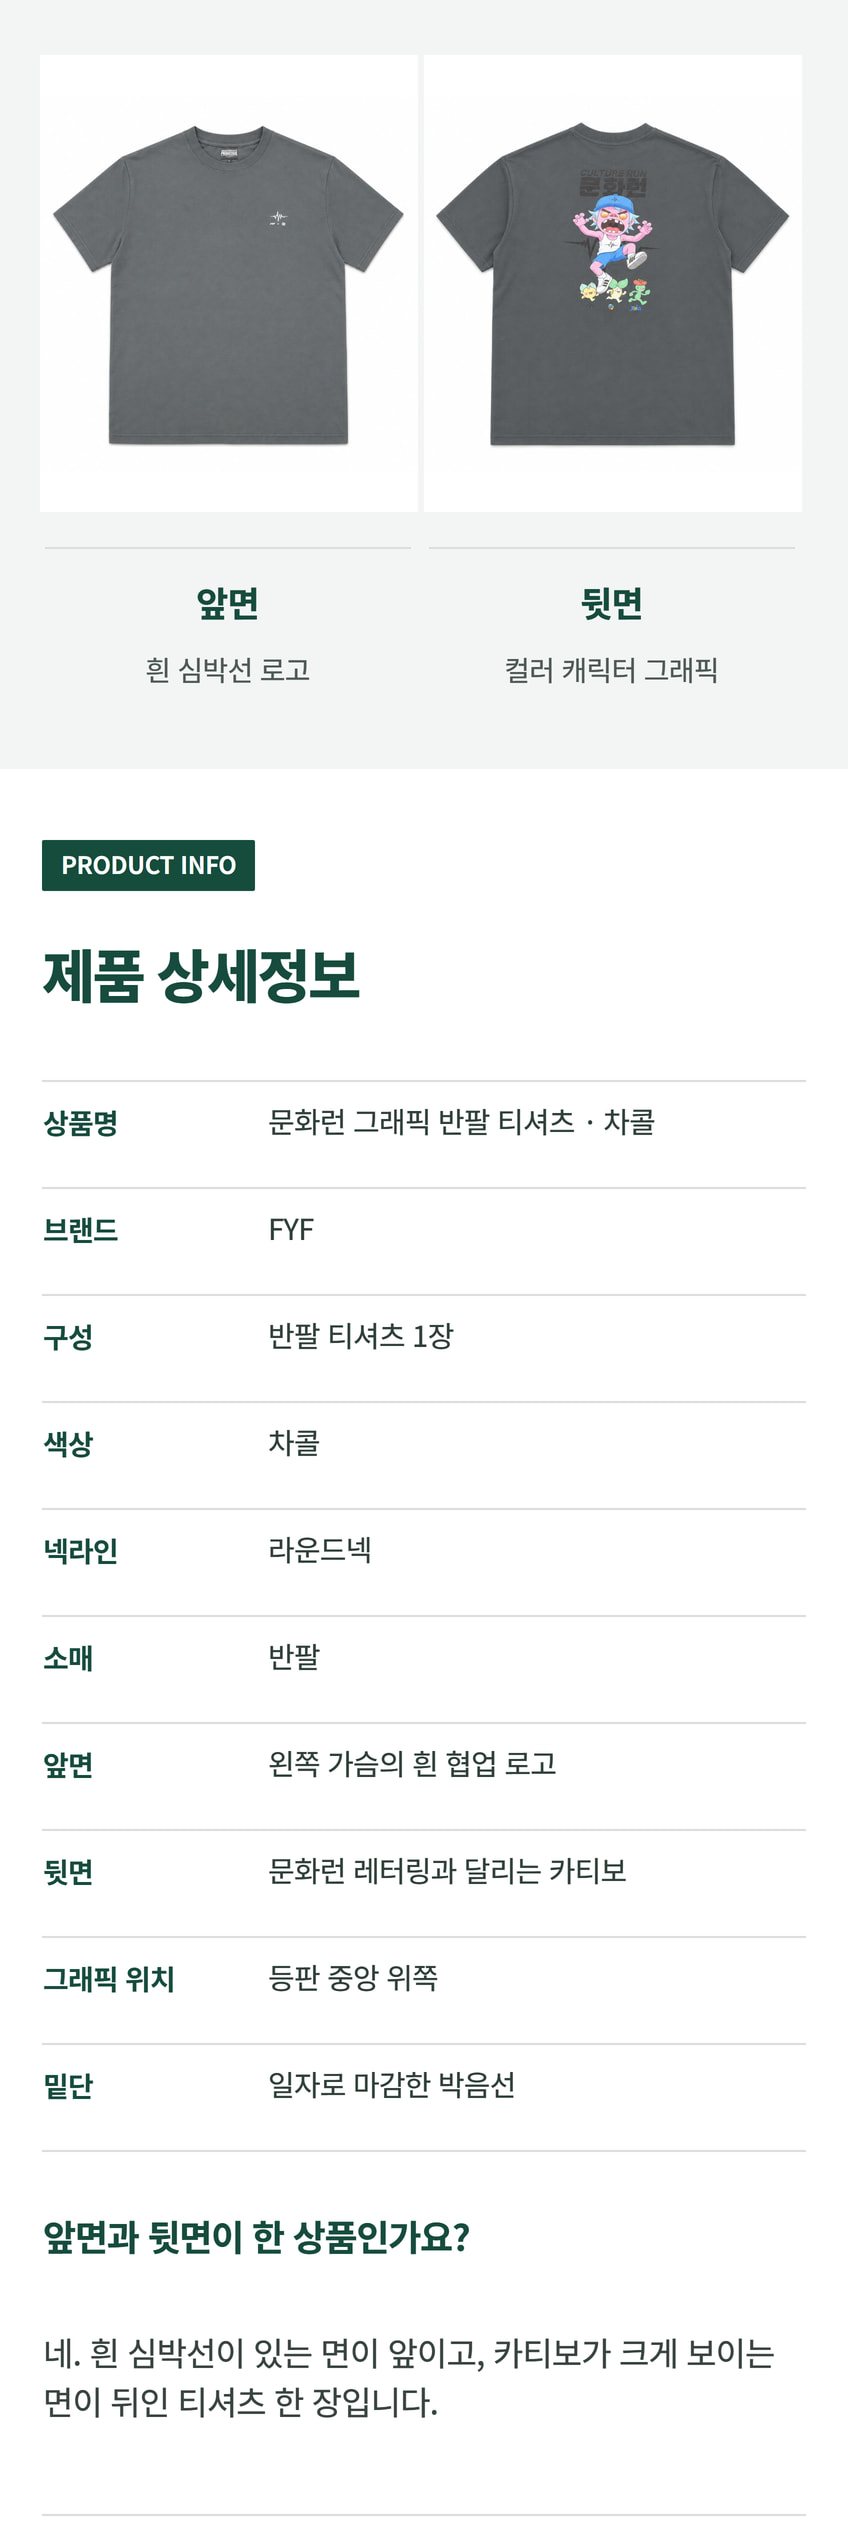 CULTURE RUN
문화런
앞면
뒷면
흰 심박선 로고
컬러 캐릭터 그래픽
PRODUCT INFO
제품 상세정보
상품명 문화런 그래픽 반팔 티셔츠 · 차콜
브랜드 FYF
구성 반팔 티셔츠 1장
색상 차콜
넥라인 라운드넥
소매 반팔
앞면 왼쪽 가슴의 흰 협업 로고
뒷면 문화런 레터링과 달리는 카티보
그래픽 위치 등판 중앙 위쪽
밑단 일자로 마감한 박음선
앞면과 뒷면이 한 상품인가요?
네. 흰 심박선이 있는 면이 앞이고, 카티보가 크게 보이는
면이 뒤인 티셔츠 한 장입니다.